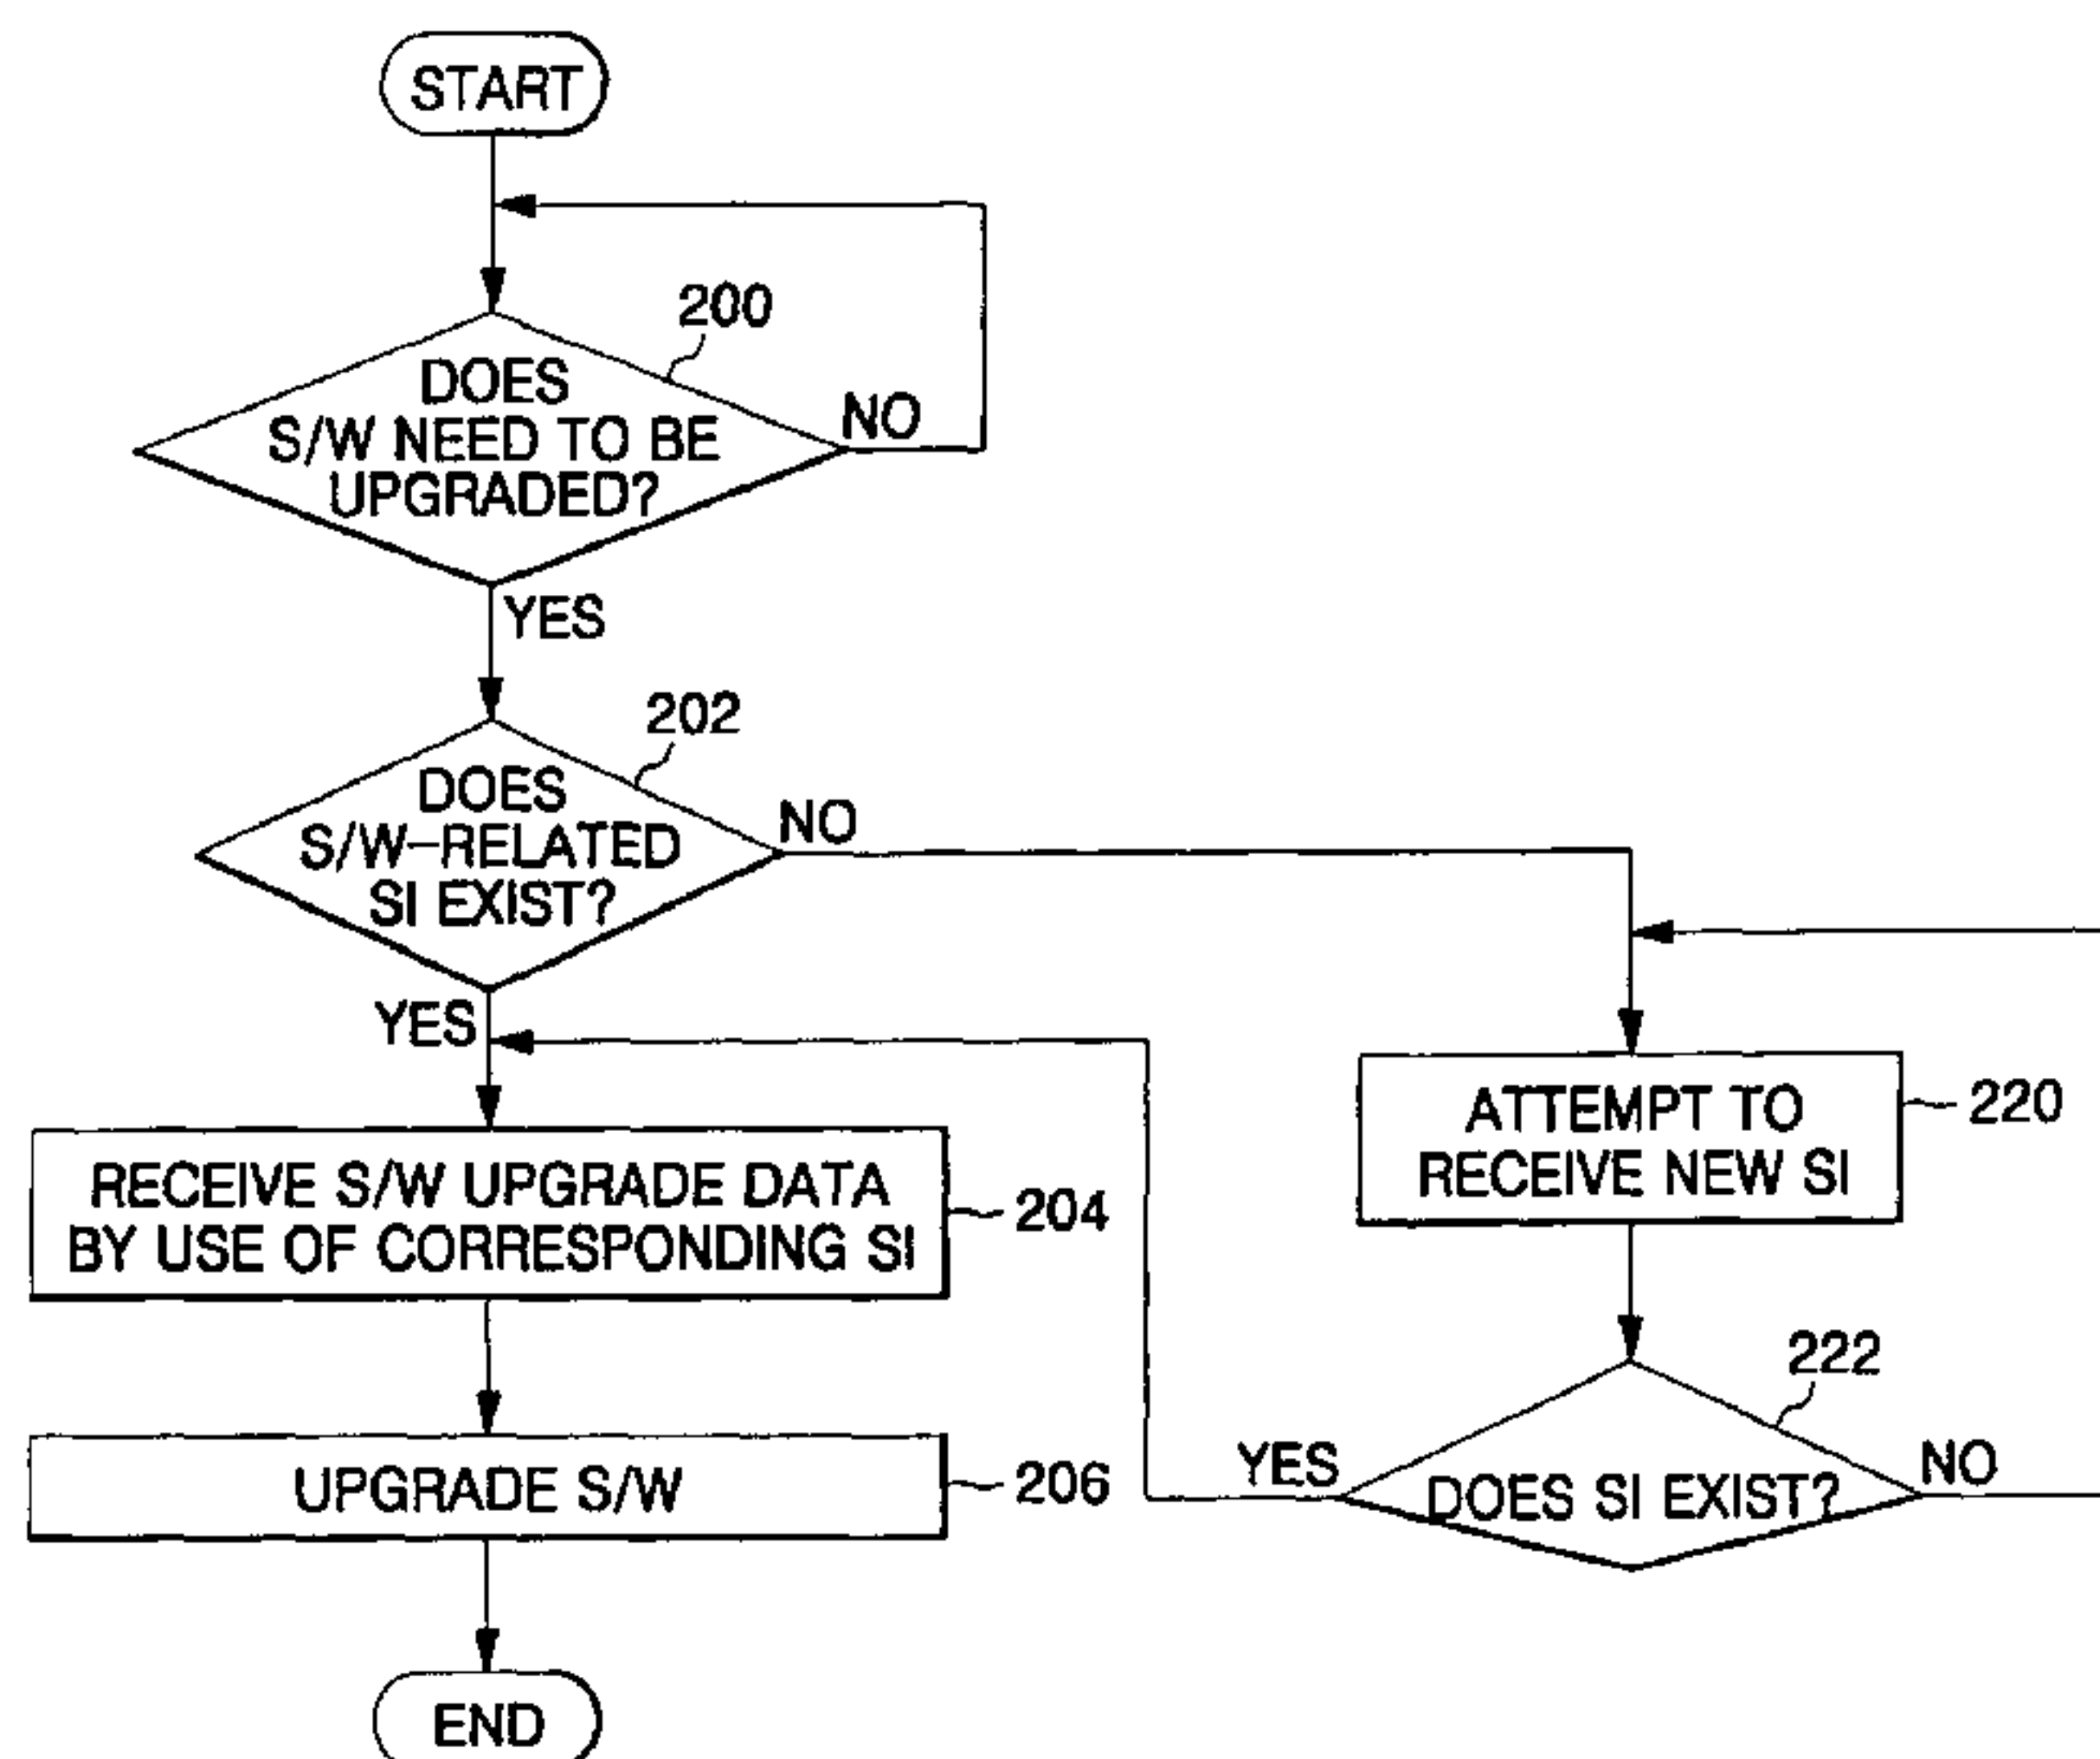 START
200
DOES
S/W NEED TO BE
UPGRADED?
NO
YES
202
DOES
S/W-RELATED
SI EXIST?
NO
YES
RECEIVE S/W UPGRADE DATA
BY USE OF CORRESPONDING SI
204
ATTEMPT TO
RECEIVE NEW SI
220
222
DOES SI EXIST?
YES
NO
UPGRADE S/W
206
END